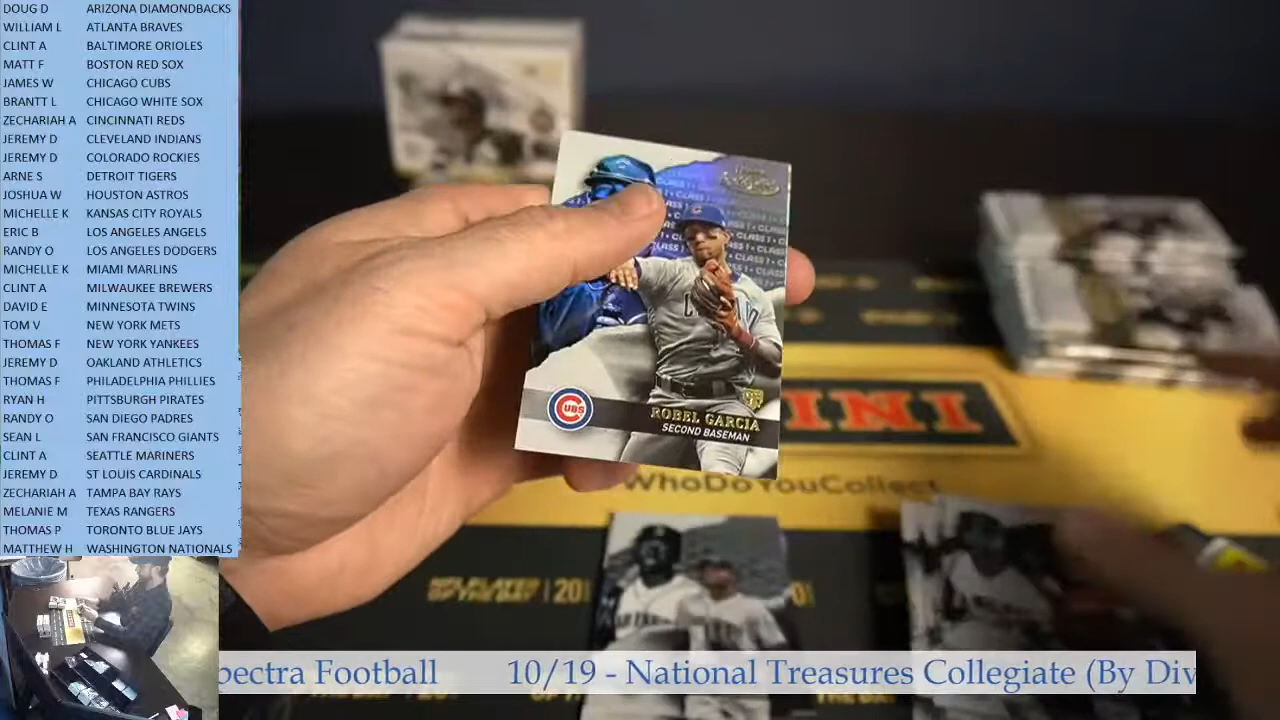 DOUG D ARIZONA DIAMONDBACKS
WILLIAM L ATLANTA BRAVES
CLINT A BALTIMORE ORIOLES
MATT F BOSTON RED SOX
JAMES W CHICAGO CUBS
BRANTT L CHICAGO WHITE SOX
ZECHARIAH A CINCINNATI REDS
JEREMY D CLEVELAND INDIANS
JEREMY D COLORADO ROCKIES
ARNE S DETROIT TIGERS
JOSHUA W HOUSTON ASTROS
MICHELLE K KANSAS CITY ROYALS
ERIC B LOS ANGELES ANGELS
RANDY O LOS ANGELES DODGERS
MICHELLE K MIAMI MARLINS
CLINT A MILWAUKEE BREWERS
DAVID E MINNESOTA TWINS
TOM V NEW YORK METS
THOMAS F NEW YORK YANKEES
JEREMY D OAKLAND ATHLETICS
THOMAS F PHILADELPHIA PHILLIES
RYAN H PITTSBURGH PIRATES
RANDY O SAN DIEGO PADRES
SEAN L SAN FRANCISCO GIANTS
CLINT A SEATTLE MARINERS
JEREMY D ST LOUIS CARDINALS
ZECHARIAH A TAMPA BAY RAYS
MELANIE M TEXAS RANGERS
THOMAS P TORONTO BLUE JAYS
MATTHEW H WASHINGTON NATIONALS
CLASS 1 • CLASS 1
CUBS
ROBEL GARCIA
SECOND BASEMAN
WhoDoYouCollect
pectra Football 10/19 - National Treasures Collegiate (By Div